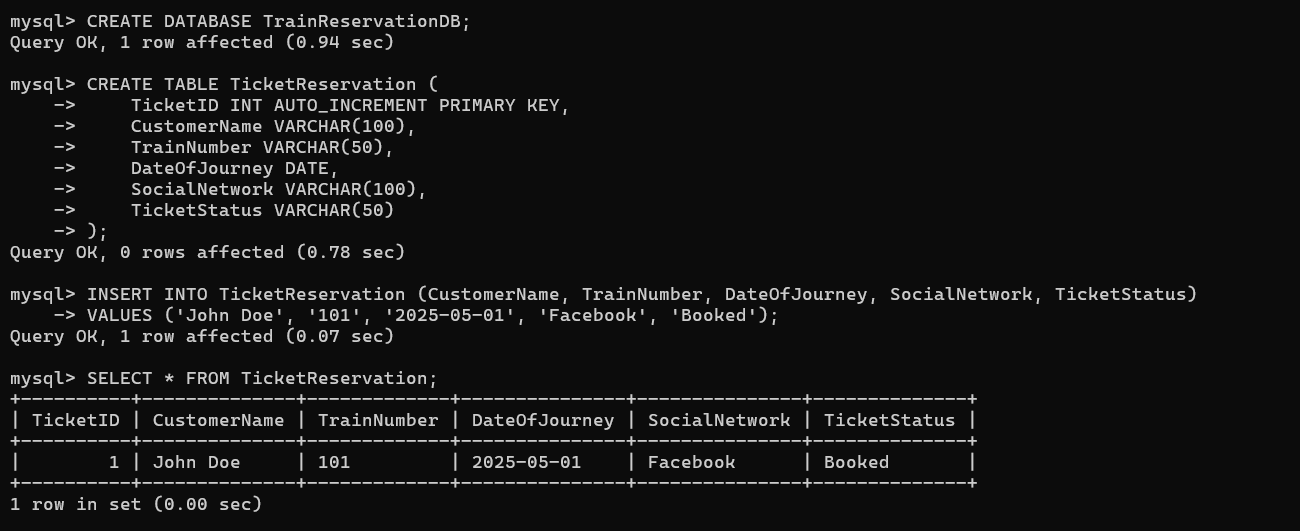 mysql> CREATE DATABASE TrainReservationDB;
Query OK, 1 row affected (0.94 sec)

mysql> CREATE TABLE TicketReservation (
    ->     TicketID INT AUTO_INCREMENT PRIMARY KEY,
    ->     CustomerName VARCHAR(100),
    ->     TrainNumber VARCHAR(50),
    ->     DateOfJourney DATE,
    ->     SocialNetwork VARCHAR(100),
    ->     TicketStatus VARCHAR(50)
    -> );
Query OK, 0 rows affected (0.78 sec)

mysql> INSERT INTO TicketReservation (CustomerName, TrainNumber, DateOfJourney, SocialNetwork, TicketStatus)
    -> VALUES ('John Doe', '101', '2025-05-01', 'Facebook', 'Booked');
Query OK, 1 row affected (0.07 sec)

mysql> SELECT * FROM TicketReservation;
+----------+--------------+-------------+---------------+---------------+--------------+
| TicketID | CustomerName | TrainNumber | DateOfJourney | SocialNetwork | TicketStatus |
+----------+--------------+-------------+---------------+---------------+--------------+
|        1 | John Doe     | 101         | 2025-05-01    | Facebook      | Booked       |
+----------+--------------+-------------+---------------+---------------+--------------+
1 row in set (0.00 sec)